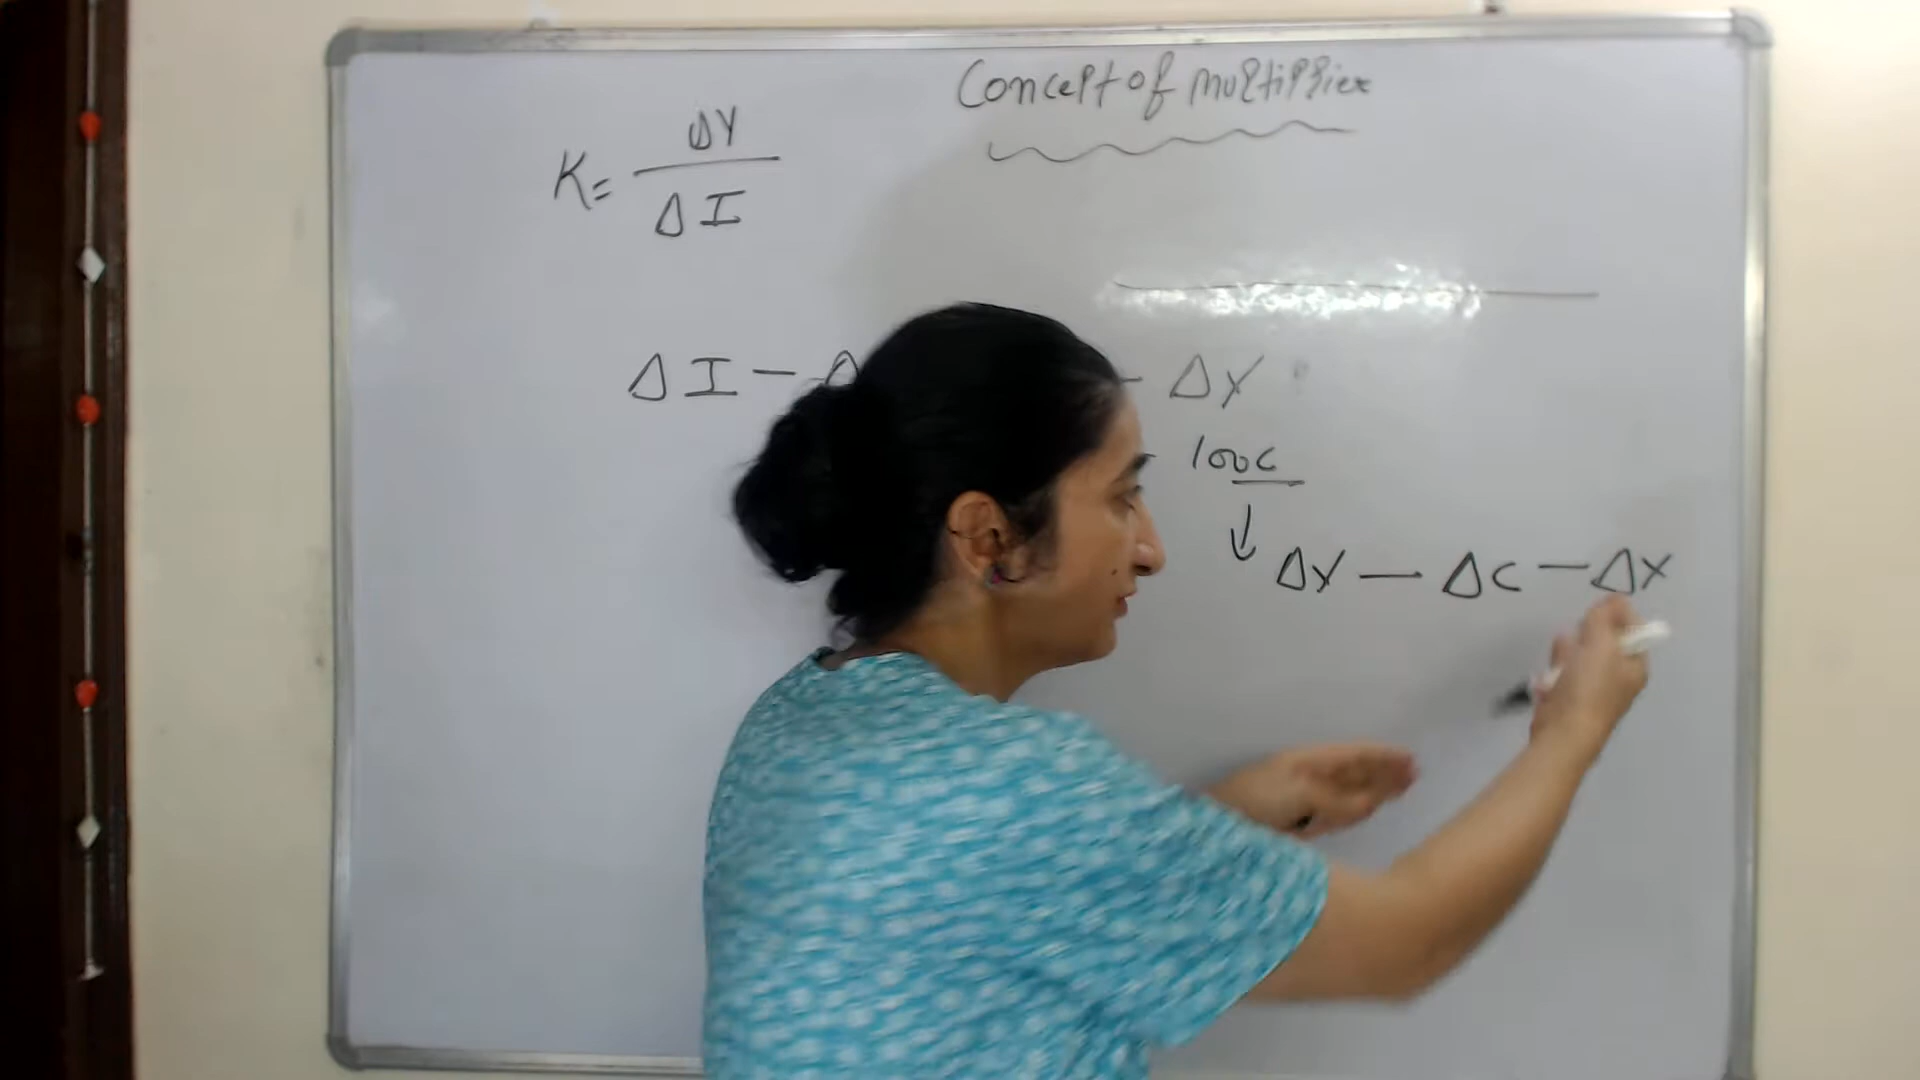 Concept of multiplier
K = ΔY / ΔI
ΔI - Δ - ΔY
100c
↓ ΔY - ΔC - ΔY